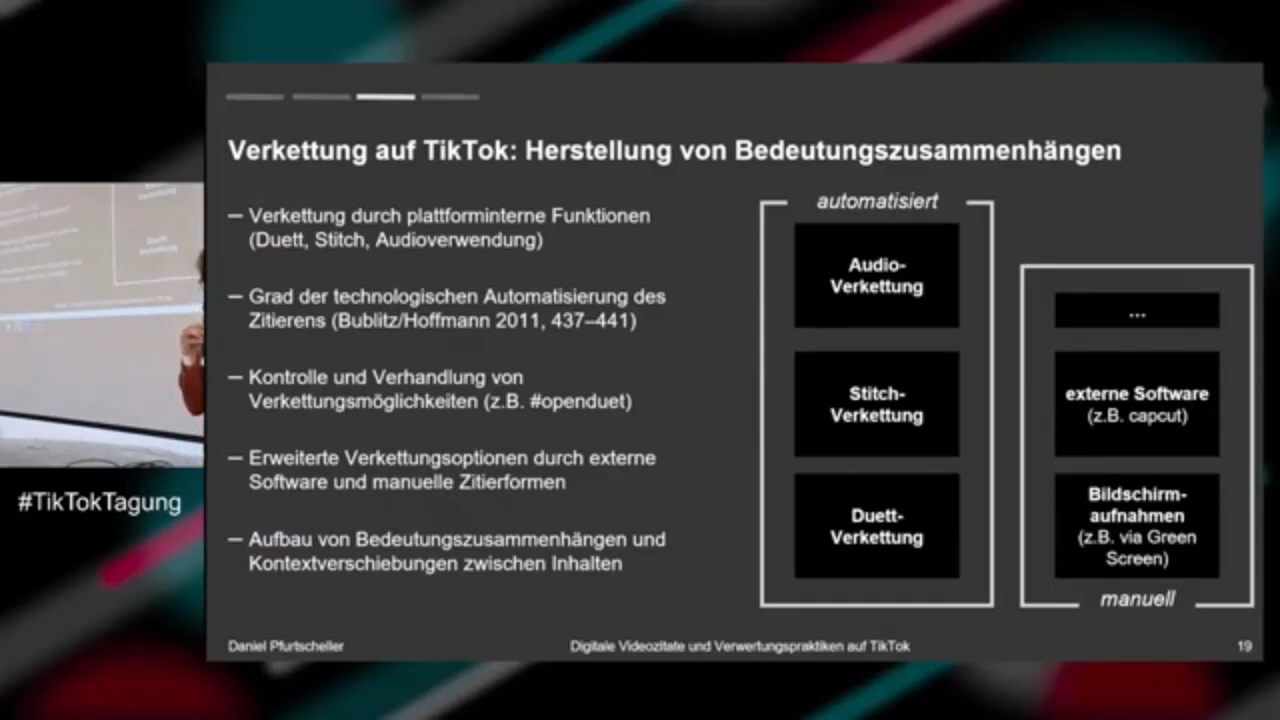 Verkettung auf TikTok: Herstellung von Bedeutungszusammenhängen
– Verkettung durch plattforminterne Funktionen
(Duett, Stitch, Audioverwendung)
– Grad der technologischen Automatisierung des
Zitierens (Bublitz/Hoffmann 2011, 437–441)
– Kontrolle und Verhandlung von
Verkettungsmöglichkeiten (z.B. #openduet)
– Erweiterte Verkettungsoptionen durch externe
Software und manuelle Zitierformen
– Aufbau von Bedeutungszusammenhängen und
Kontextverschiebungen zwischen Inhalten
automatisiert
Audio-
Verkettung
Stitch-
Verkettung
Duett-
Verkettung
...
externe Software
(z.B. capcut)
Bildschirm-
aufnahmen
(z.B. via Green
Screen)
manuell
#TikTokTagung
Daniel Pfurtscheller
Digitale Videozitate und Verwertungspraktiken auf TikTok
19